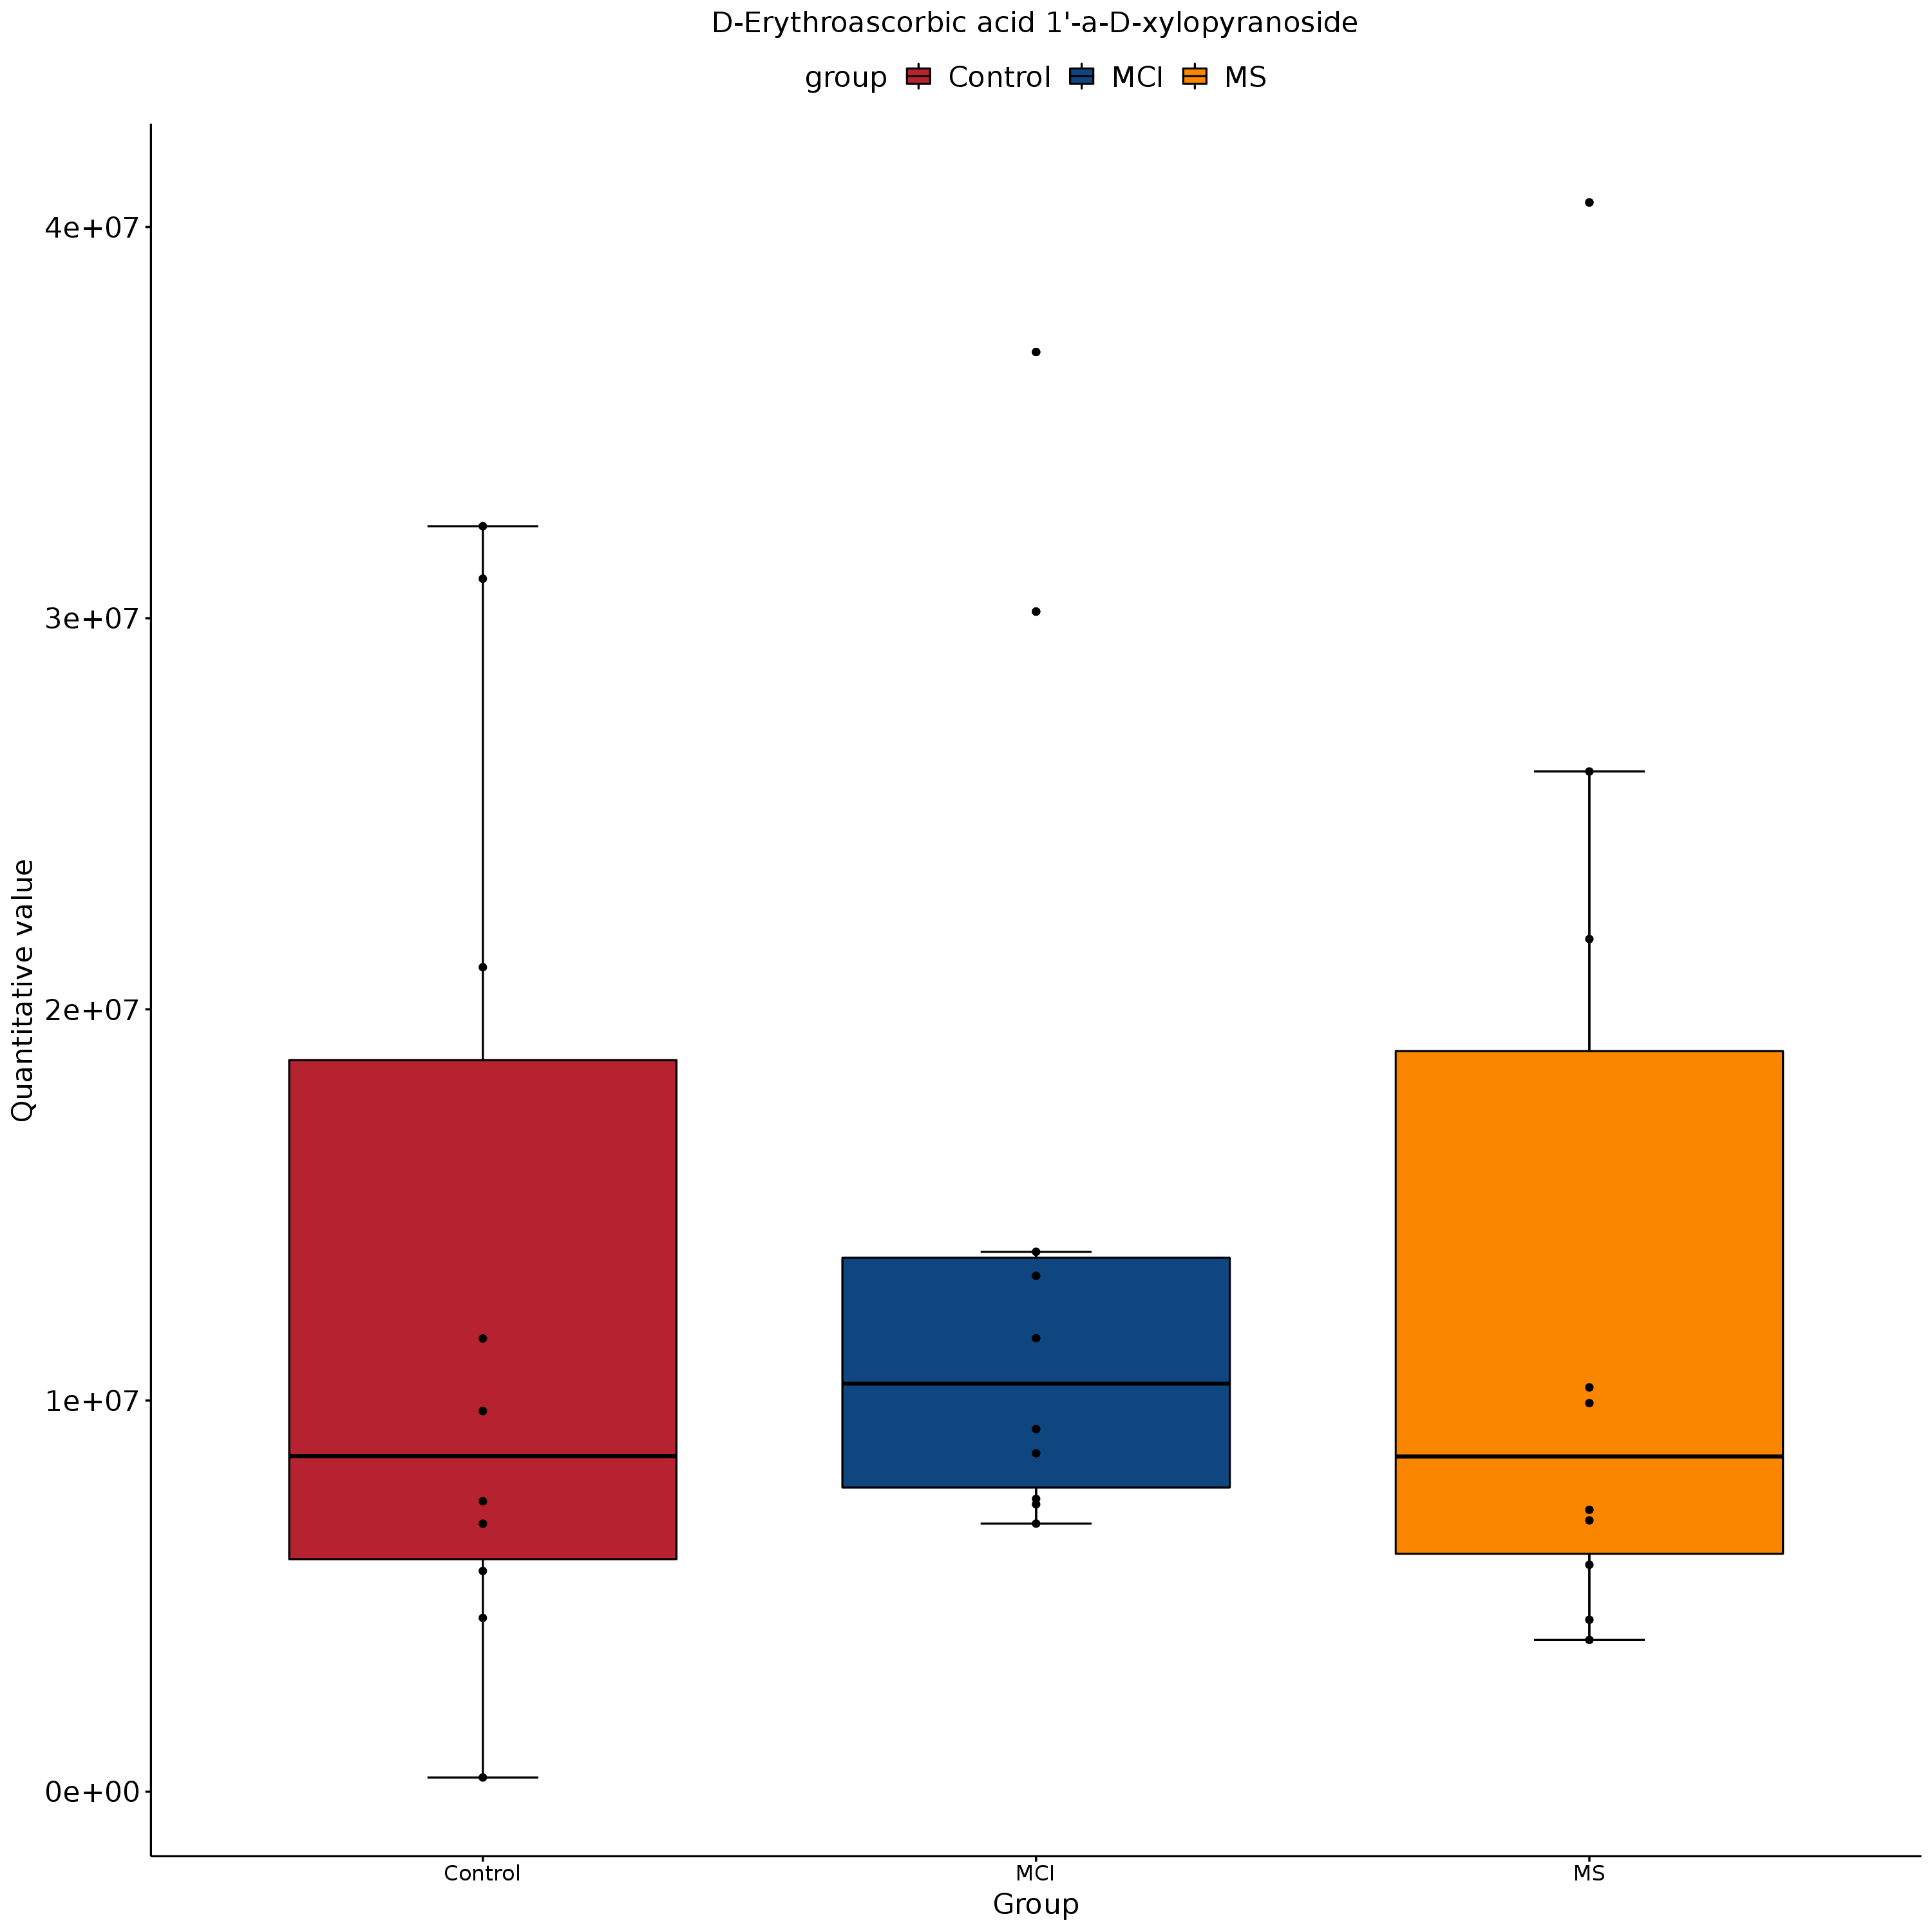 D-Erythroascorbic acid 1'-a-D-xylopyranoside
group Control MCI MS
4e+07
3e+07
2e+07
1e+07
0e+00
Quantitative value
Control MCI MS
Group